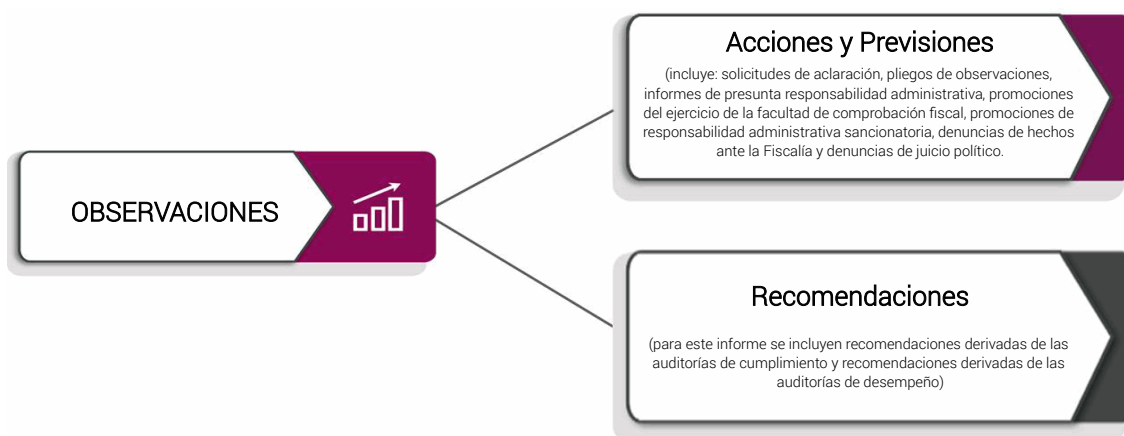 OBSERVACIONES
Acciones y Previsiones
(incluye: solicitudes de aclaración, pliegos de observaciones,
informes de presunta responsabilidad administrativa, promociones
del ejercicio de la facultad de comprobación fiscal, promociones de
responsabilidad administrativa sancionatoria, denuncias de hechos
ante la Fiscalía y denuncias de juicio político.
Recomendaciones
(para este informe se incluyen recomendaciones derivadas de las
auditorías de cumplimiento y recomendaciones derivadas de las
auditorías de desempeño)